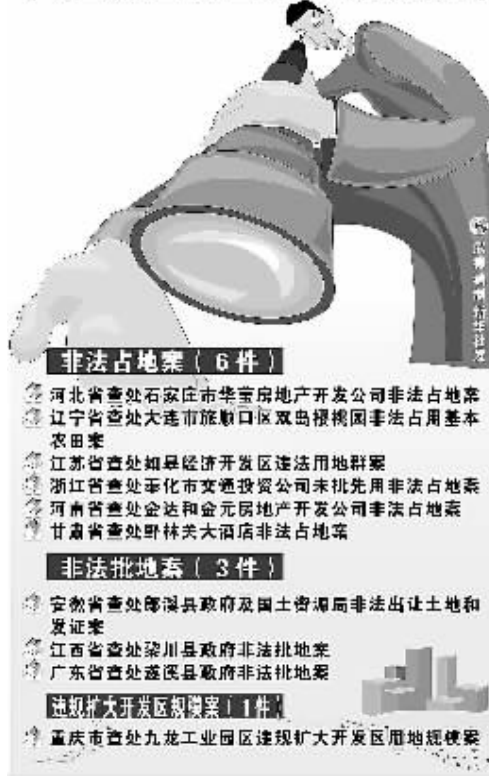 非法占地案(6件)
河北省查处石家庄市华宝房地产开发公司非法占地案
辽宁省查处大连市旅顺口区双岛樱桃园非法占用基本
农田案
江苏省查处如皋经济开发区违法用地群案
浙江省查处奉化市交通投资公司未批先用非法占地案
河南省查处金达和金元房地产开发公司非法占地案
甘肃省查处野林关大酒店非法占地案
非法批地案(3件)
安徽省查处郎溪县政府及国土资源局非法出让土地和
发证案
江西省查处黎川县政府非法批地案
广东省查处遂溪县政府非法批地案
违规扩大开发区规模案(1件)
重庆市查处九龙工业园区违规扩大开发区用地规模案